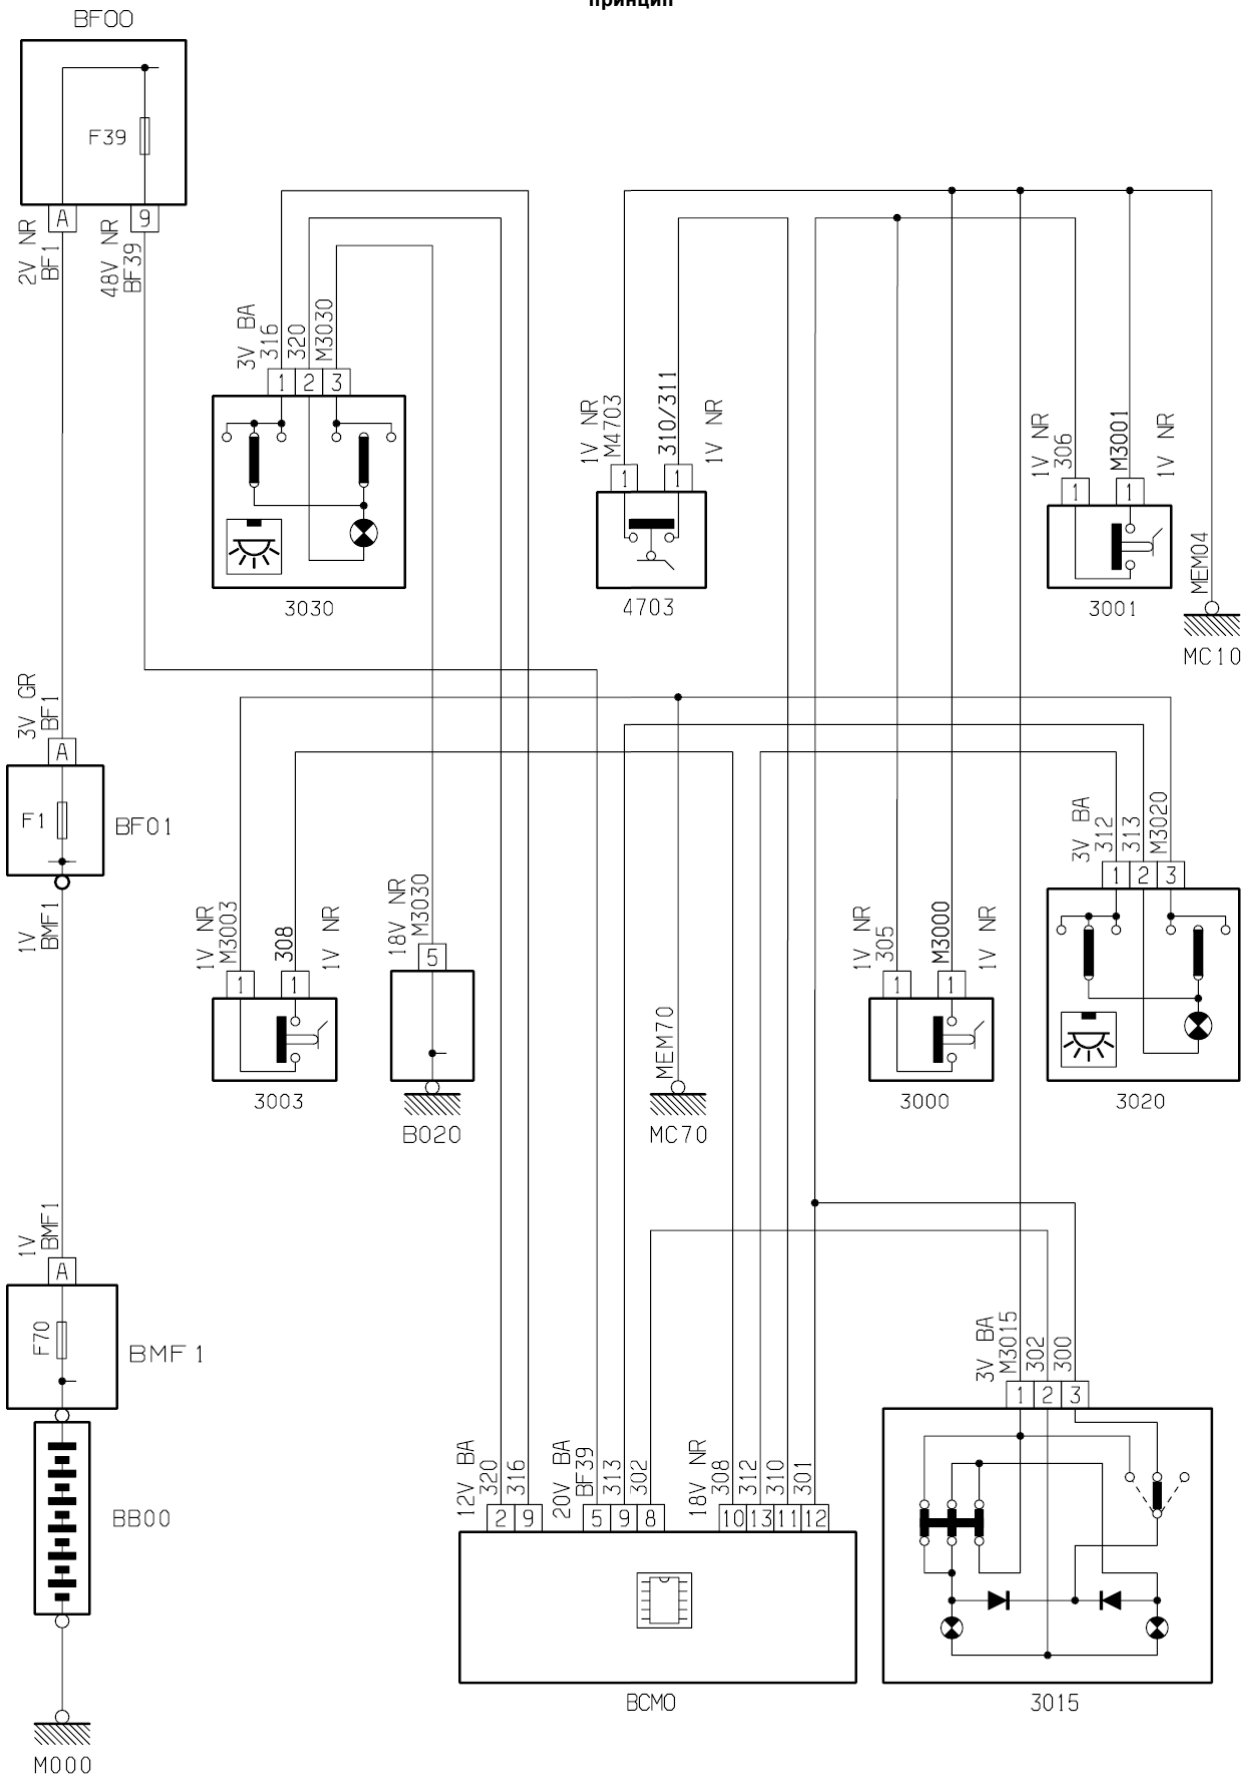 принцип
BF00
F39
A
9
2V NR
BF1
48V NR
BF39
3V BA
316
320
M3030
1
2
3
3030
1V NR
M4703
310/311
1V NR
1
1
4703
1V NR
306
M3001
1V NR
1
1
3001
MEM04
MC10
3V GR
BF1
A
F1
BF01
1V
BMF1
1V NR
M3003
308
1V NR
1
1
3003
18V NR
M3030
5
B020
MEM70
MC70
1V NR
305
M3000
1V NR
1
1
3000
3V BA
312
313
M3020
1
2
3
3020
1V
BMF1
A
F70
BMF1
BB00
M000
12V BA
320
316
20V BA
BF39
313
302
18V NR
308
312
310
301
2
9
5
9
8
10
13
11
12
BCM0
3V BA
M3015
302
300
1
2
3
3015